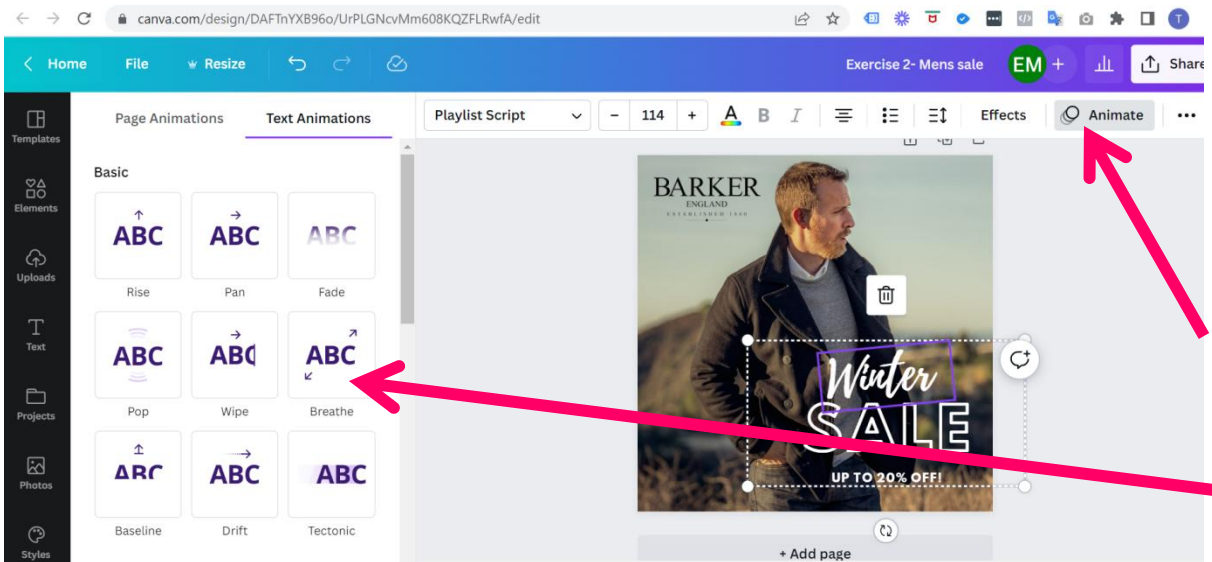 canva.com/design/DAFTnYXB96o/UrPLGNcvMm608KQZFLRwfA/edit
T
Home File Resize Exercise 2- Mens sale EM + Share
Templates
Elements
Uploads
Text
Projects
Photos
Styles
Page Animations Text Animations
Basic
ABC ABC ABC
Rise Pan Fade
ABC ABC ABC
Pop Wipe Breathe
ABC ABC ABC
Baseline Drift Tectonic
Playlist Script - 114 + A B I Effects Animate
BARKER
ENGLAND
ESTABLISHED 1880
Winter
SALE
UP TO 20% OFF!
+ Add page